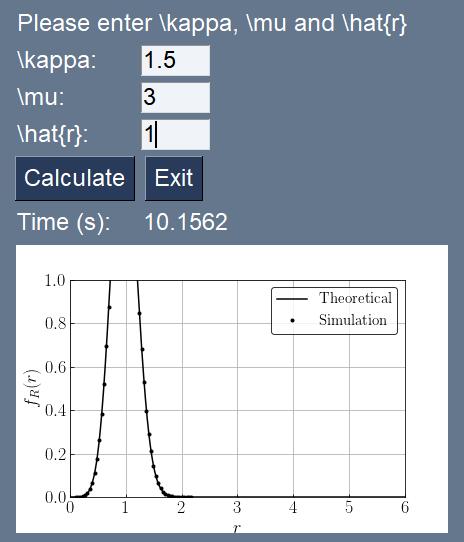 Please enter \kappa, \mu and \hat{r}
\kappa: 1.5
\mu: 3
\hat{r}: 1
Calculate Exit
Time (s): 10.1562
1.0
0.8
0.6
0.4
0.2
0.0
f_R(r)
Theoretical
Simulation
0 1 2 3 4 5 6
r